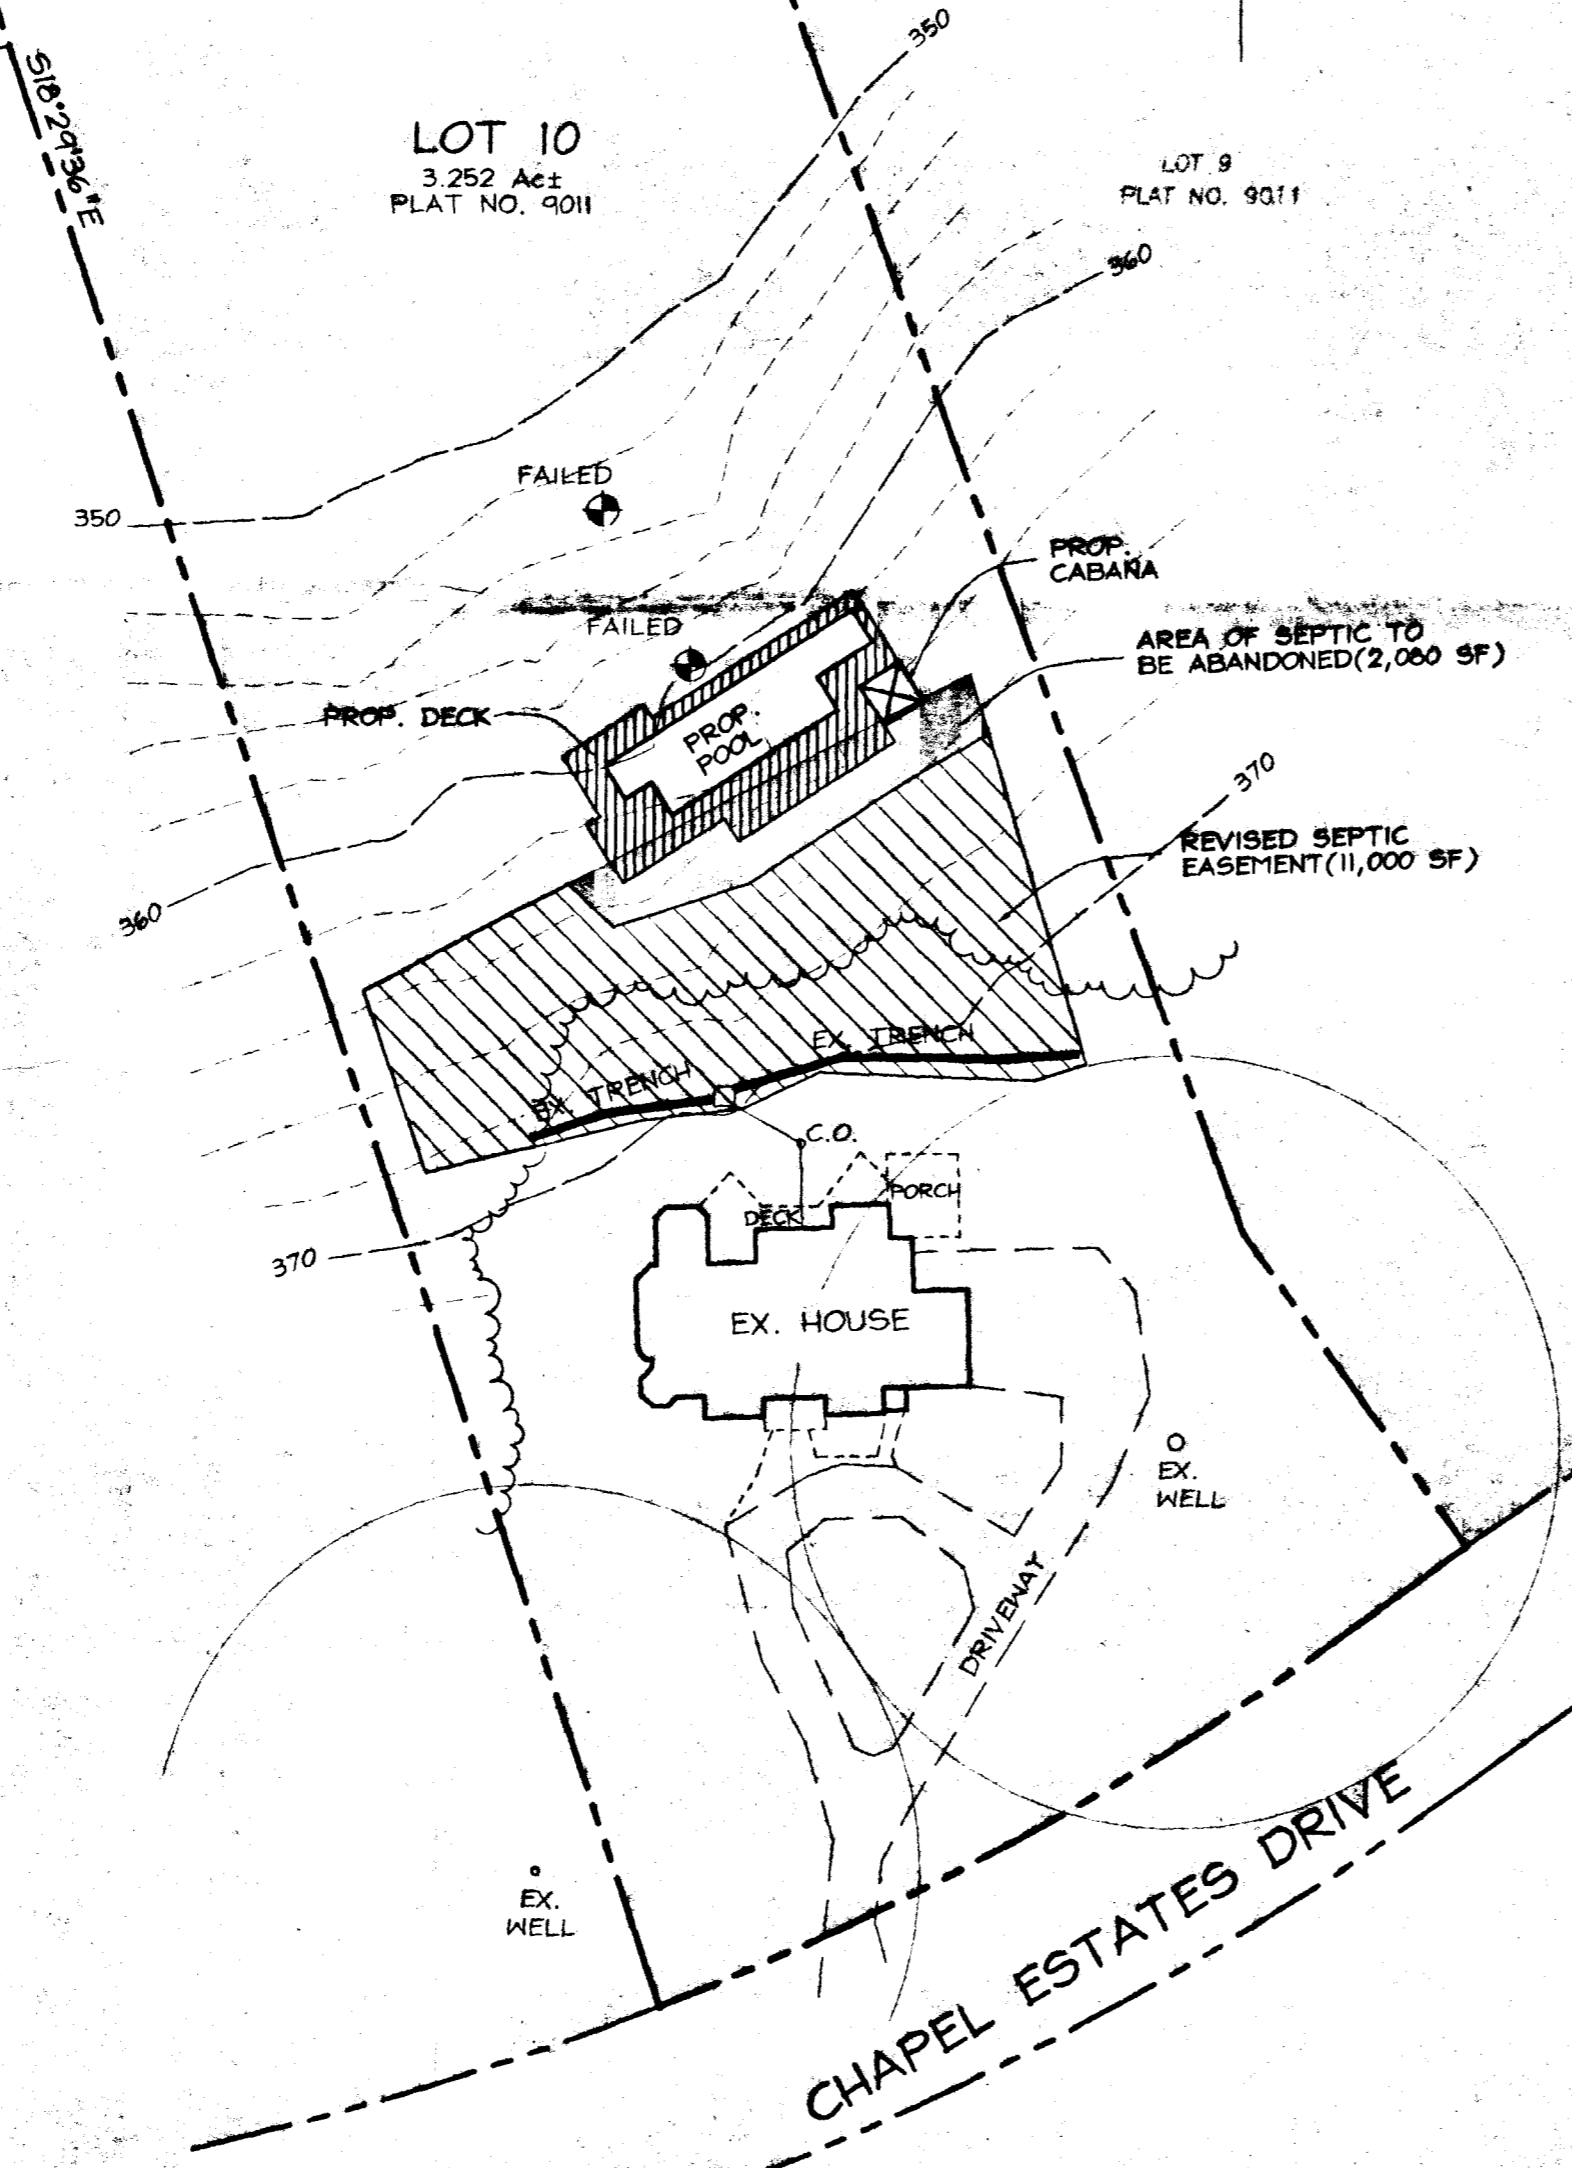 S18°29'36"E
350
LOT 10
3.252 Ac±
PLAT NO. 9011
LOT 9
PLAT NO. 9011
360
FAILED
350
PROP.
CABANA
FAILED
AREA OF SEPTIC TO
BE ABANDONED (2,080 SF)
PROP. DECK
PROP.
POOL
370
REVISED SEPTIC
EASEMENT (11,000 SF)
360
EX. TRENCH
EX. TRENCH
C.O.
PORCH
DECK
370
EX. HOUSE
EX.
WELL
DRIVEWAY
EX.
WELL
CHAPEL ESTATES DRIVE